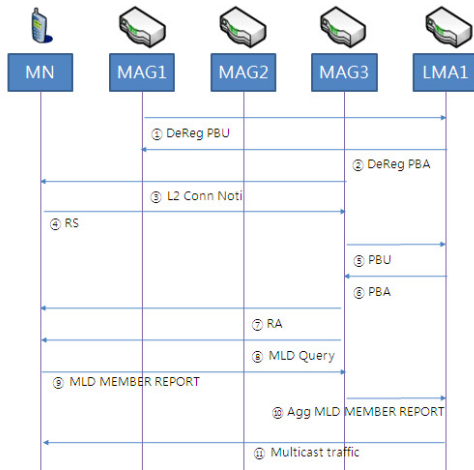 MN MAG1 MAG2 MAG3 LMA1
① DeReg PBU
② DeReg PBA
③ L2 Conn Noti
④ RS
⑤ PBU
⑥ PBA
⑦ RA
⑧ MLD Query
⑨ MLD MEMBER REPORT
⑩ Agg MLD MEMBER REPORT
⑪ Multicast traffic